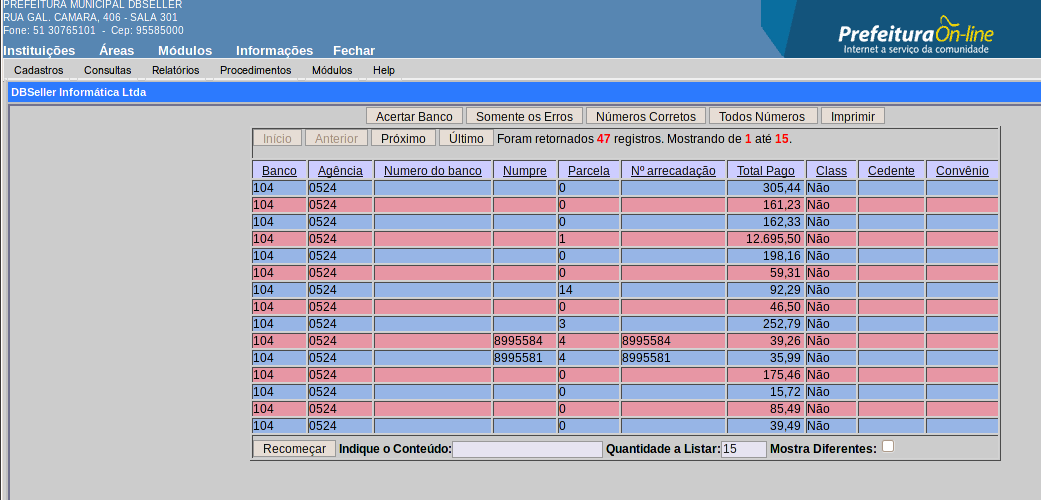 PREFEITURA MUNICIPAL DBSELLER
RUA GAL. CAMARA, 406 - SALA 301
Fone: 51 30765101 - Cep: 95585000
Prefeitura On-line
Internet a serviço da comunidade
Instituições Áreas Módulos Informações Fechar
Cadastros Consultas Relatórios Procedimentos Módulos Help
DBSeller Informática Ltda
Acertar Banco Somente os Erros Números Corretos Todos Números Imprimir
Início Anterior Próximo Último Foram retornados 47 registros. Mostrando de 1 até 15.
Banco Agência Numero do banco Numpre Parcela Nº arrecadação Total Pago Class Cedente Convênio
104 0524 0 305,44 Não
104 0524 0 161,23 Não
104 0524 0 162,33 Não
104 0524 1 12.695,50 Não
104 0524 0 198,16 Não
104 0524 0 59,31 Não
104 0524 14 92,29 Não
104 0524 0 46,50 Não
104 0524 3 252,79 Não
104 0524 8995584 4 8995584 39,26 Não
104 0524 8995581 4 8995581 35,99 Não
104 0524 0 175,46 Não
104 0524 0 15,72 Não
104 0524 0 85,49 Não
104 0524 0 39,49 Não
Recomeçar Indique o Conteúdo: Quantidade a Listar: 15 Mostra Diferentes: